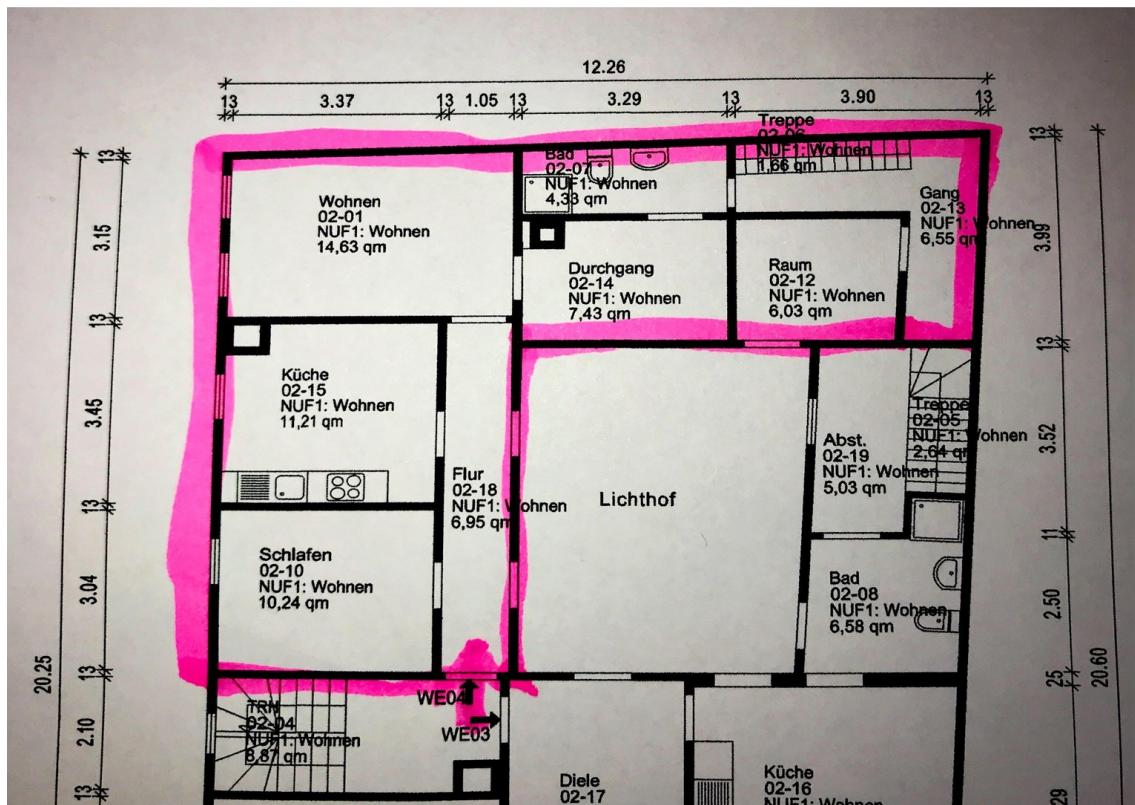 12.26
13 3.37 13 1.05 13 3.29 13 3.90 13
Treppe
02-06
NUF1: Wohnen
1,66 qm
Bad
02-07
NUF1: Wohnen
4,33 qm
Wohnen
02-01
NUF1: Wohnen
14,63 qm
Gang
02-13
NUF1: Wohnen
6,55 qm
Durchgang
02-14
NUF1: Wohnen
7,43 qm
Raum
02-12
NUF1: Wohnen
6,03 qm
Küche
02-15
NUF1: Wohnen
11,21 qm
Flur
02-18
NUF1: Wohnen
6,95 qm
Lichthof
Treppe
02-05
NUF1: Wohnen
2,64 qm
Abst.
02-19
NUF1: Wohnen
5,03 qm
Schlafen
02-10
NUF1: Wohnen
10,24 qm
Bad
02-08
NUF1: Wohnen
6,58 qm
WE04
WE03
TRH
02-04
NUF1: Wohnen
8,87 qm
Diele
02-17
Küche
02-16
NUF1: Wohnen
13
3.15
13
3.45
13
3.04
13
2.10
13
20.25
13
3.99
13
3.52
11
2.50
25
29
20.60